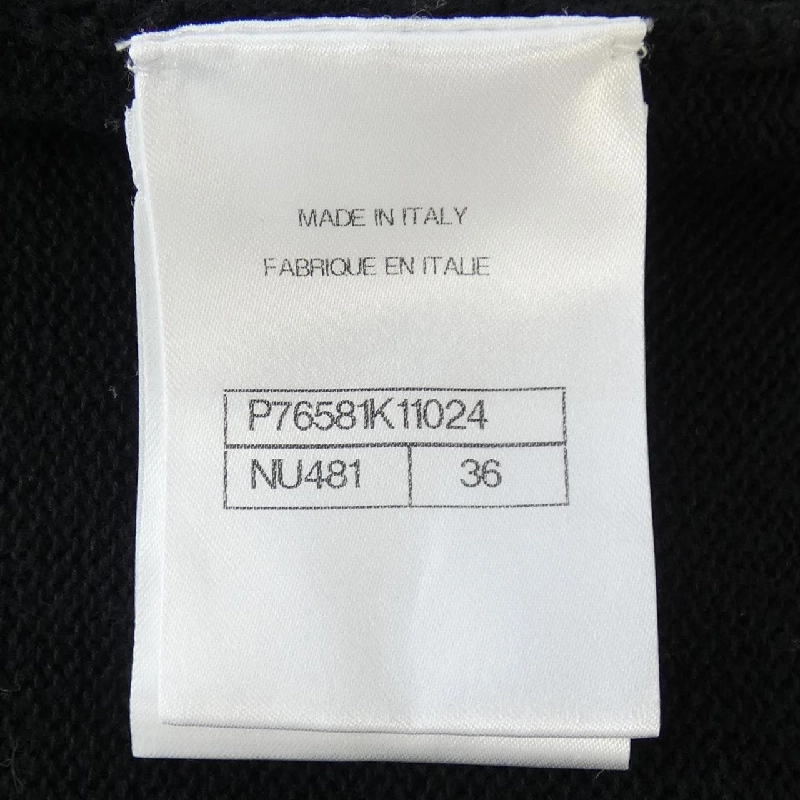 MADE IN ITALY
FABRIQUE EN ITALIE
P76581K11024
NU481 36